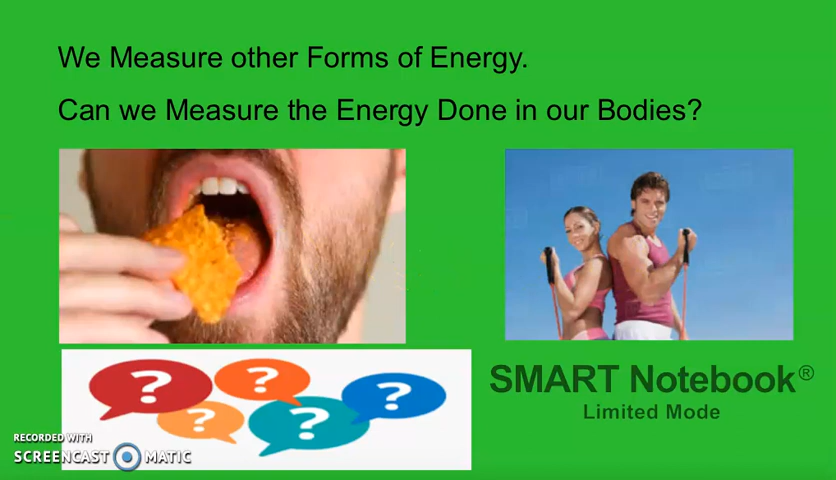 We Measure other Forms of Energy.
Can we Measure the Energy Done in our Bodies?
? ? ? ? ?
SMART Notebook®
Limited Mode
RECORDED WITH
SCREENCAST MATIC